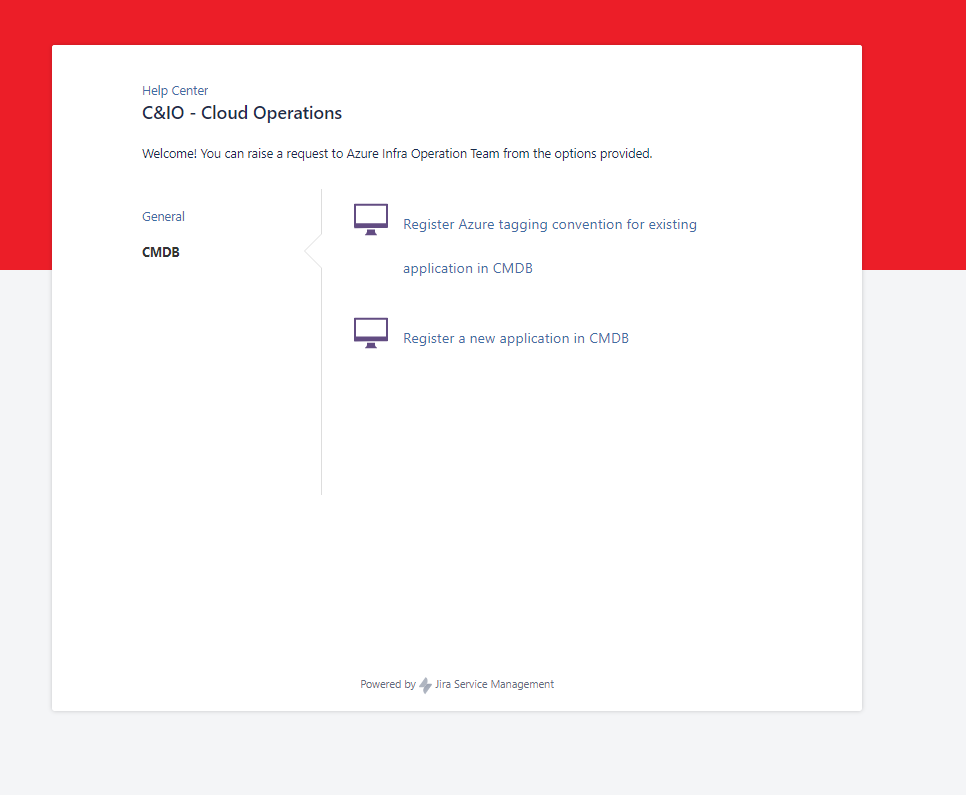 Help Center
C&IO - Cloud Operations
Welcome! You can raise a request to Azure Infra Operation Team from the options provided.
General
CMDB
Register Azure tagging convention for existing
application in CMDB
Register a new application in CMDB
Powered by Jira Service Management